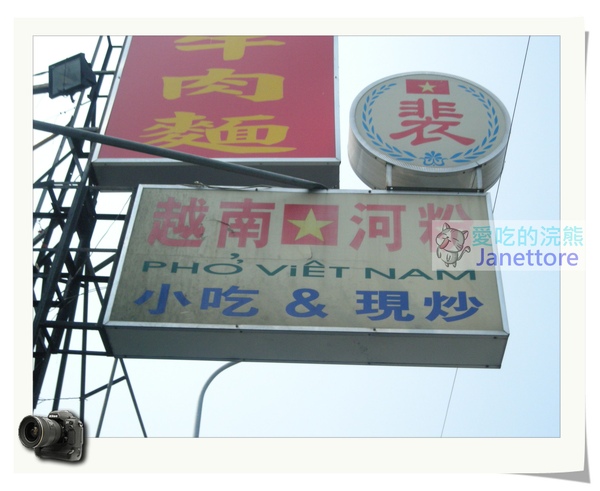 牛肉麵
裴
越南河粉
PHỞ ViỆT NAM
小吃 & 現炒
愛吃的浣熊
Janettore